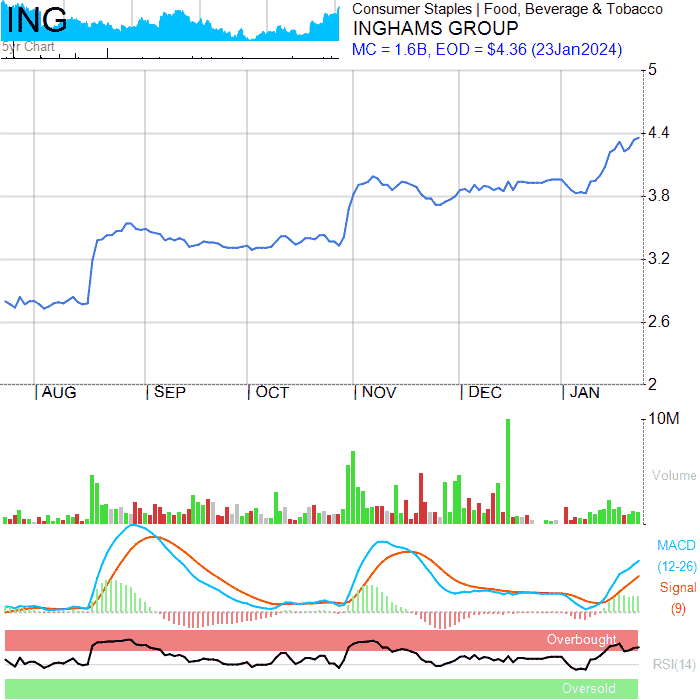 ING
5yr Chart
Consumer Staples | Food, Beverage & Tobacco
INGHAMS GROUP
MC = 1.6B, EOD = $4.36 (23Jan2024)
5
4.4
3.8
3.2
2.6
2
|AUG |SEP |OCT |NOV |DEC |JAN
10M
Volume
MACD
(12-26)
Signal
(9)
Overbought
RSI(14)
Oversold